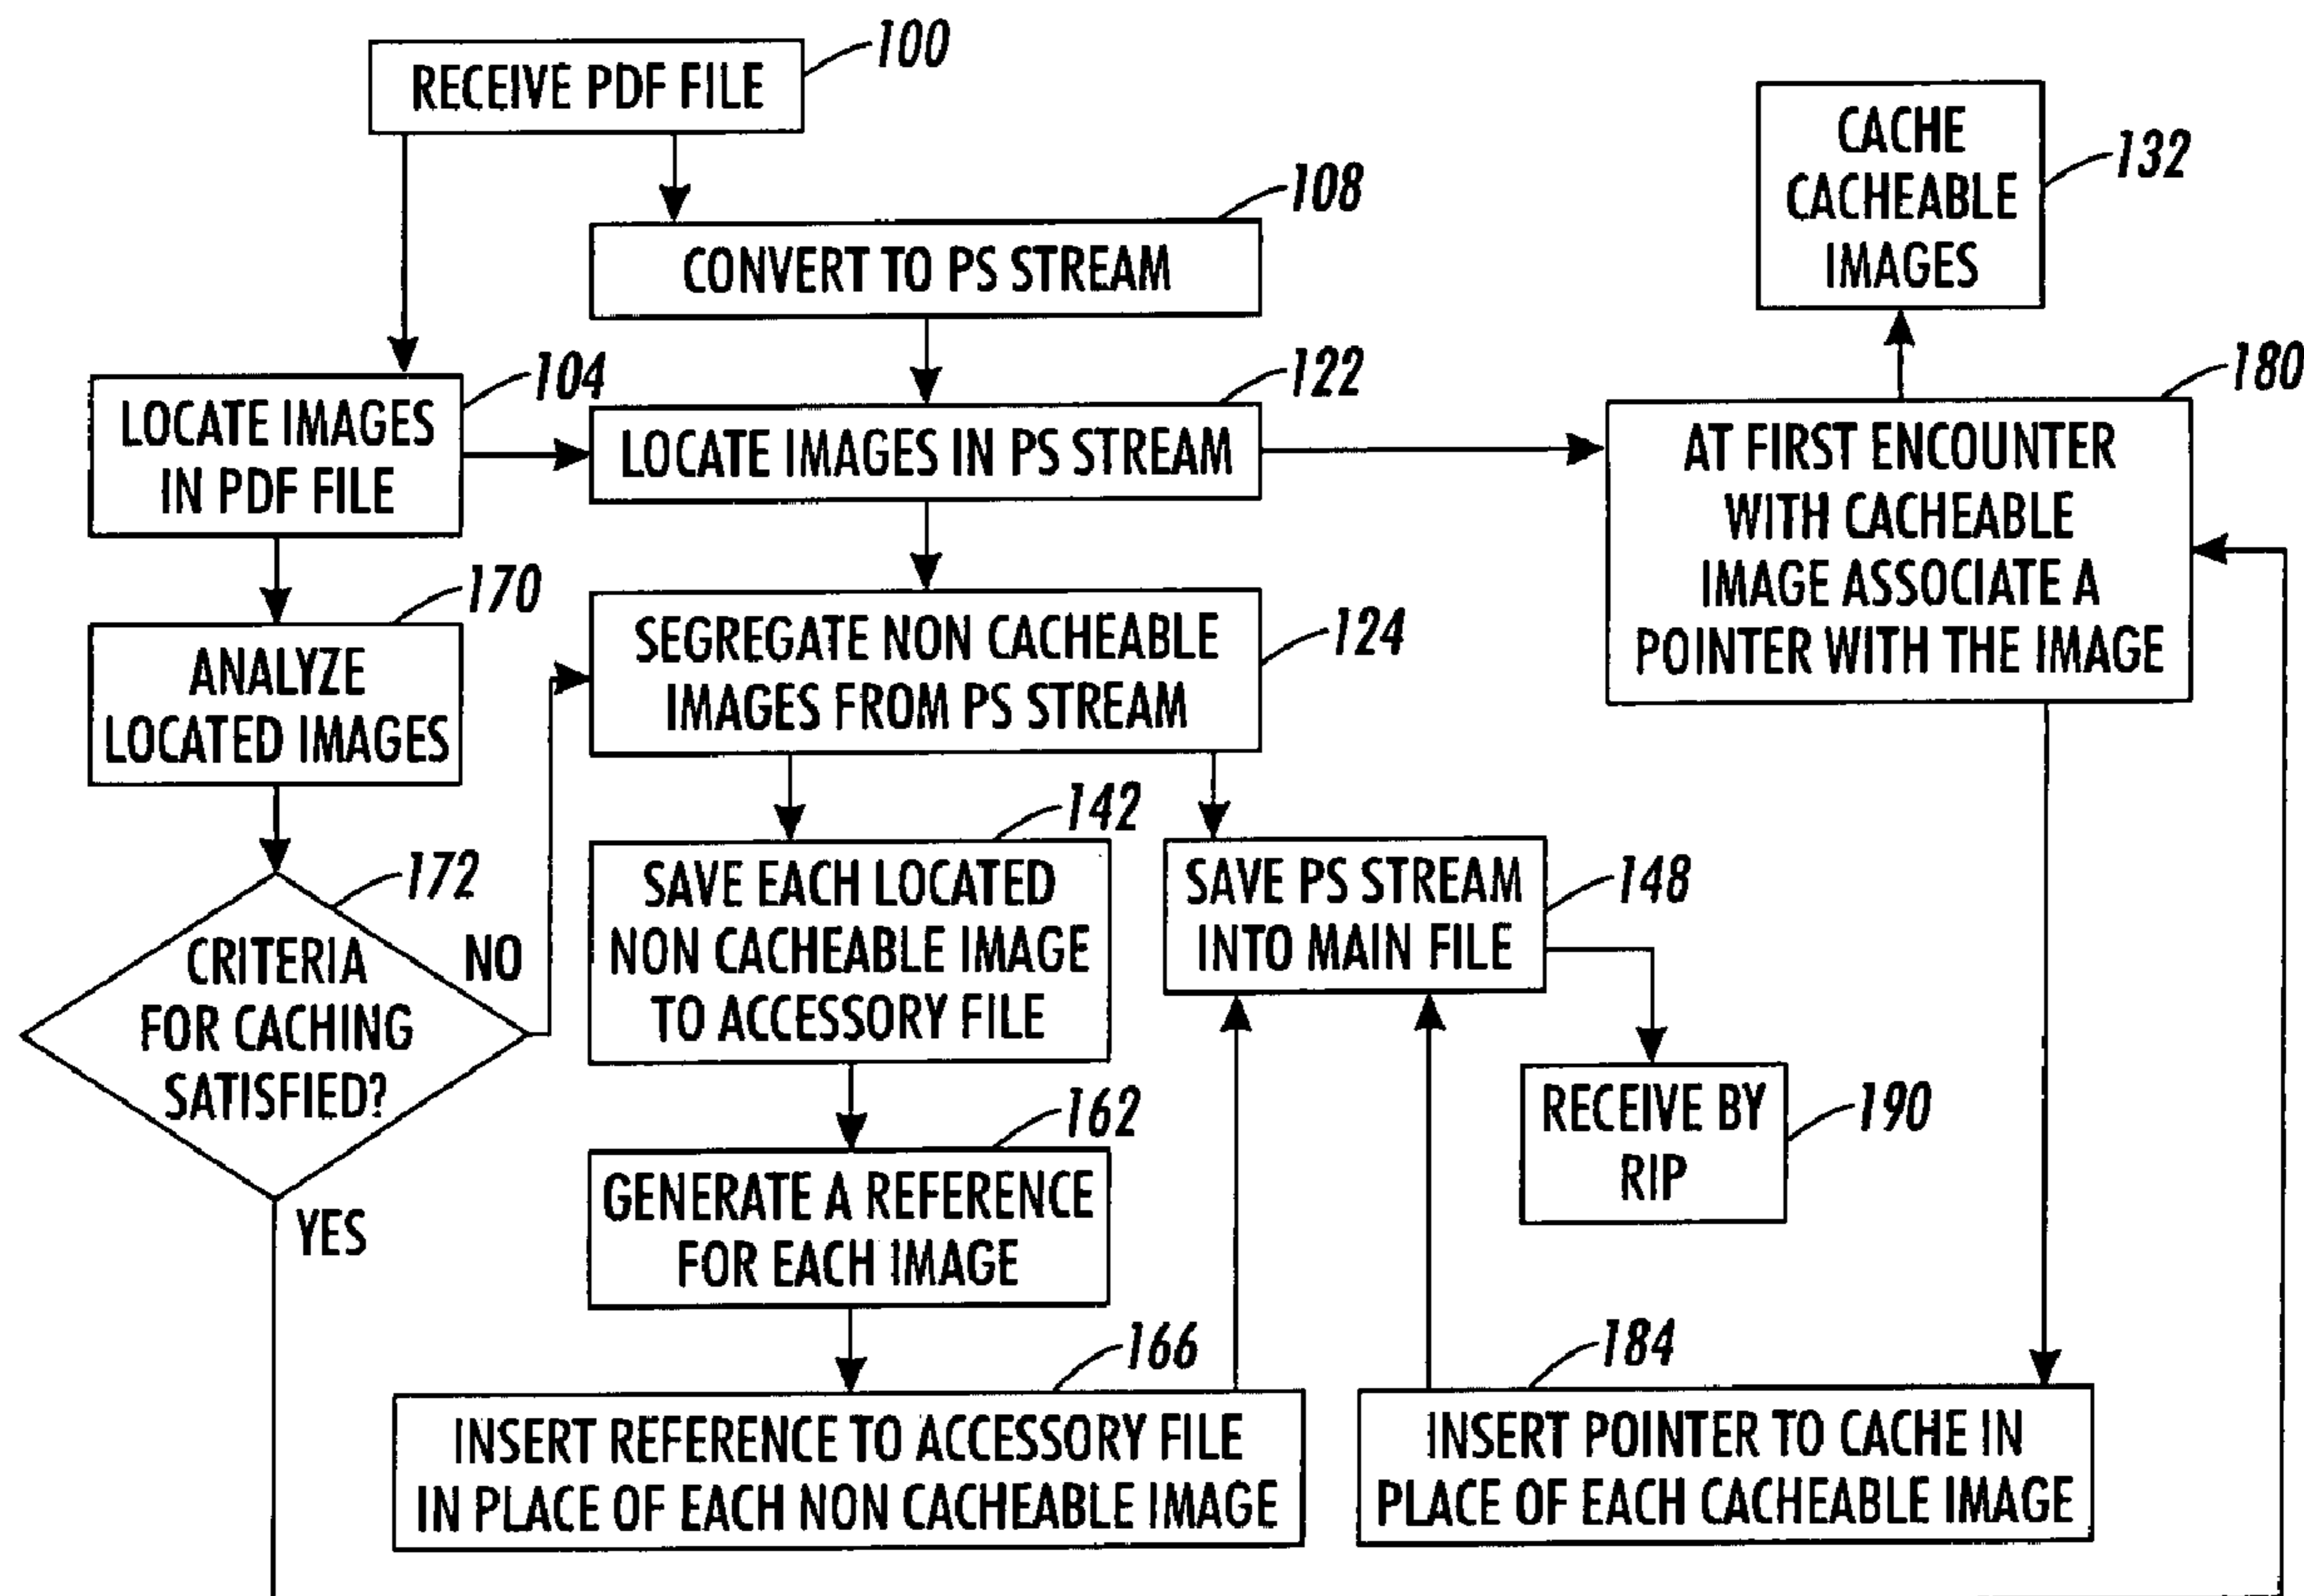 RECEIVE PDF FILE
100
CONVERT TO PS STREAM
108
CACHE
CACHEABLE
IMAGES
132
LOCATE IMAGES
IN PDF FILE
104
LOCATE IMAGES IN PS STREAM
122
AT FIRST ENCOUNTER
WITH CACHEABLE
IMAGE ASSOCIATE A
POINTER WITH THE IMAGE
180
ANALYZE
LOCATED IMAGES
170
SEGREGATE NON CACHEABLE
IMAGES FROM PS STREAM
124
CRITERIA
FOR CACHING
SATISFIED?
172
NO
YES
SAVE EACH LOCATED
NON CACHEABLE IMAGE
TO ACCESSORY FILE
142
SAVE PS STREAM
INTO MAIN FILE
148
GENERATE A REFERENCE
FOR EACH IMAGE
162
RECEIVE BY
RIP
190
INSERT REFERENCE TO ACCESSORY FILE
IN PLACE OF EACH NON CACHEABLE IMAGE
166
INSERT POINTER TO CACHE IN
PLACE OF EACH CACHEABLE IMAGE
184